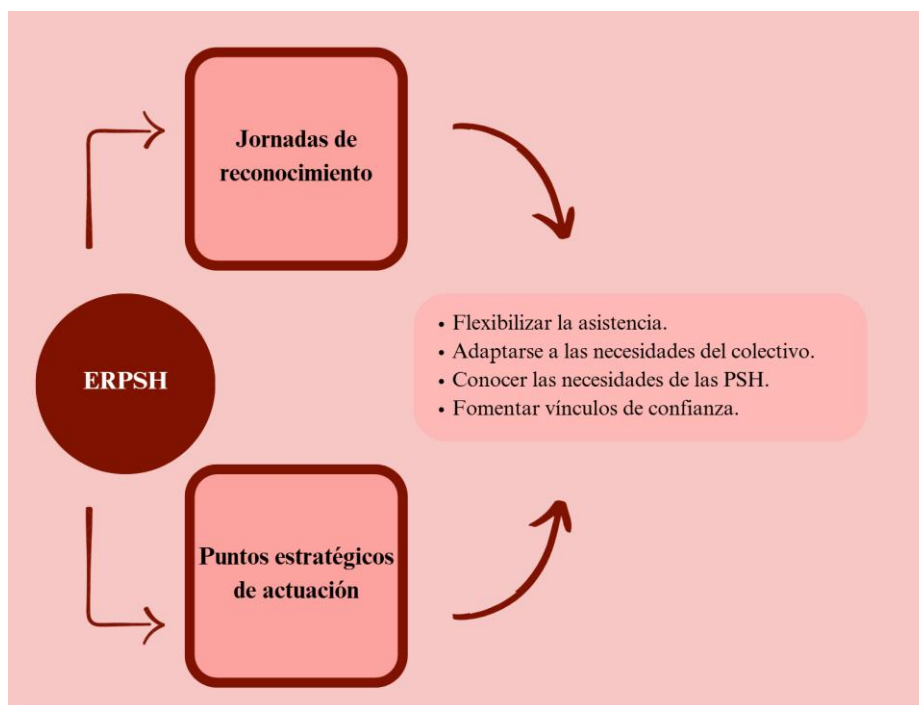 Jornadas de
reconocimiento
ERPSH
• Flexibilizar la asistencia.
• Adaptarse a las necesidades del colectivo.
• Conocer las necesidades de las PSH.
• Fomentar vínculos de confianza.
Puntos estratégicos
de actuación